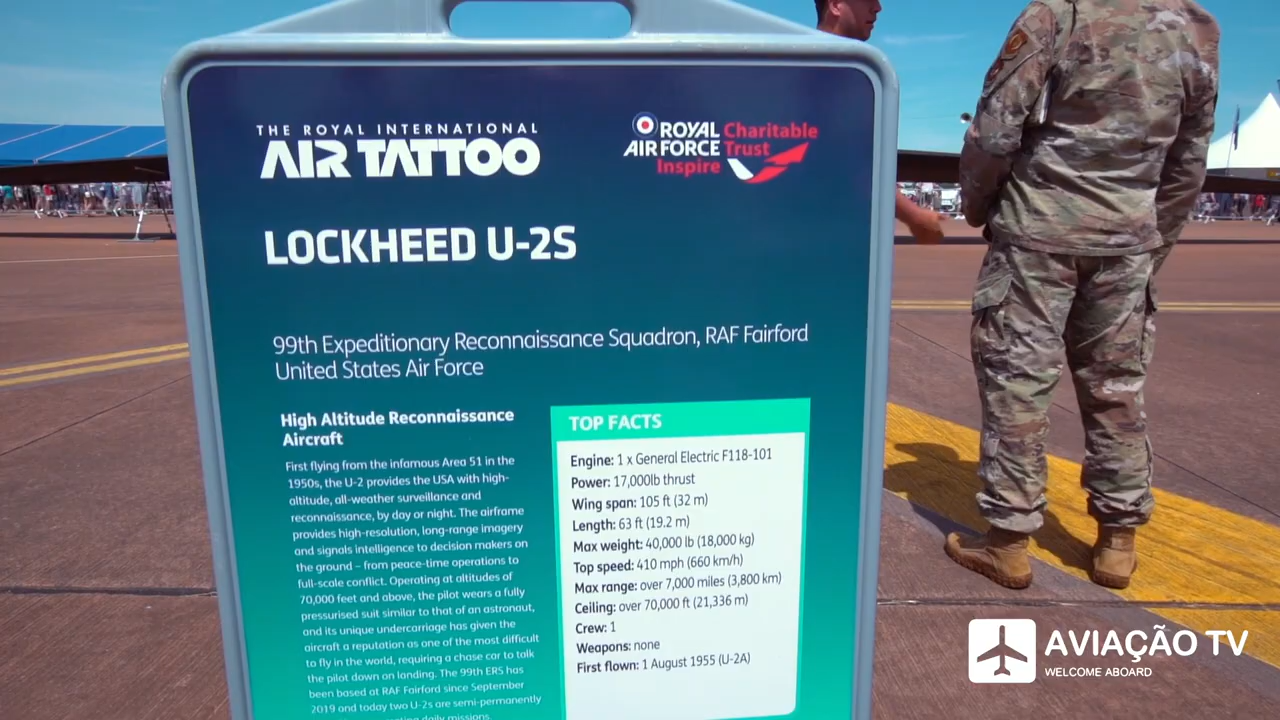 THE ROYAL INTERNATIONAL
AIR TATTOO
ROYAL
AIR FORCE
Charitable
Trust
Inspire
LOCKHEED U-2S
99th Expeditionary Reconnaissance Squadron, RAF Fairford
United States Air Force
High Altitude Reconnaissance
Aircraft
First flying from the infamous Area 51 in the
1950s, the U-2 provides the USA with high-
altitude, all-weather surveillance and
reconnaissance, by day or night. The airframe
provides high-resolution, long-range imagery
and signals intelligence to decision makers on
the ground – from peace-time operations to
full-scale conflict. Operating at altitudes of
70,000 feet and above, the pilot wears a fully
pressurised suit similar to that of an astronaut,
and its unique undercarriage has given the
aircraft a reputation as one of the most difficult
to fly in the world, requiring a chase car to talk
the pilot down on landing. The 99th ERS has
been based at RAF Fairford since September
2019 and today two U-2s are semi-permanently
daily missions.
TOP FACTS
Engine: 1 x General Electric F118-101
Power: 17,000lb thrust
Wing span: 105 ft (32 m)
Length: 63 ft (19.2 m)
Max weight: 40,000 lb (18,000 kg)
Top speed: 410 mph (660 km/h)
Max range: over 7,000 miles (3,800 km)
Ceiling: over 70,000 ft (21,336 m)
Crew: 1
Weapons: none
First flown: 1 August 1955 (U-2A)
AVIAÇÃO TV
WELCOME ABOARD